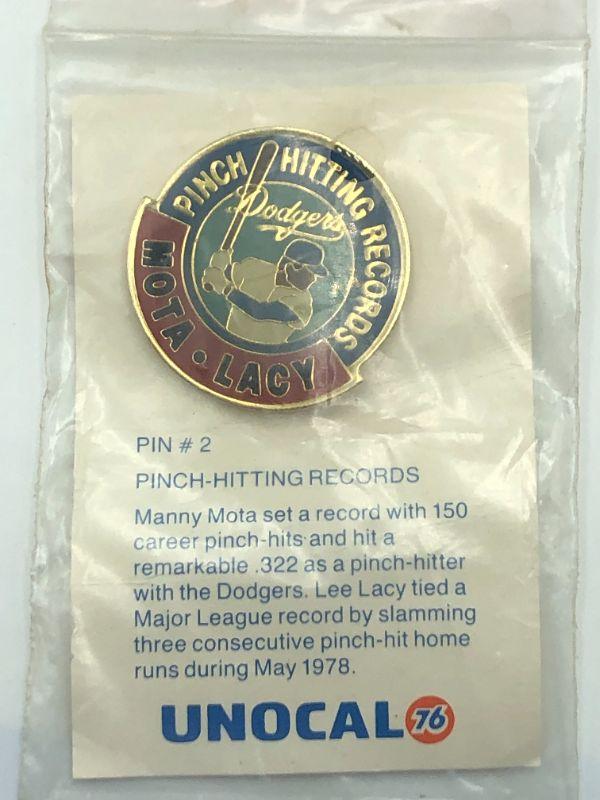 PINCH HITTING RECORDS
Dodgers
MOTA • LACY
PIN # 2
PINCH-HITTING RECORDS
Manny Mota set a record with 150
career pinch-hits and hit a
remarkable .322 as a pinch-hitter
with the Dodgers. Lee Lacy tied a
Major League record by slamming
three consecutive pinch-hit home
runs during May 1978.
UNOCAL 76